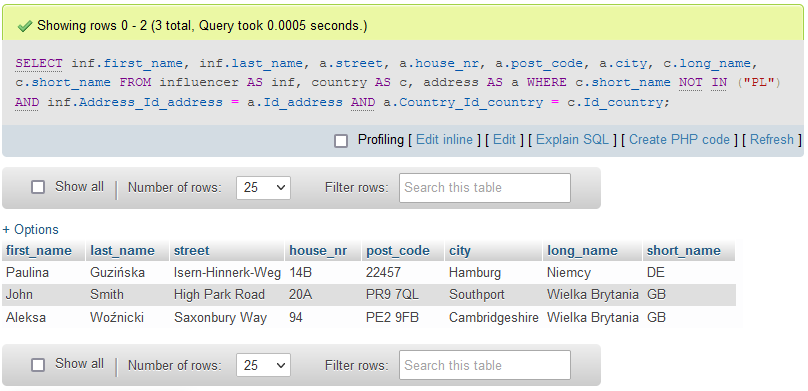 Showing rows 0 - 2 (3 total, Query took 0.0005 seconds.)
SELECT inf.first_name, inf.last_name, a.street, a.house_nr, a.post_code, a.city, c.long_name,
c.short_name FROM influencer AS inf, country AS c, address AS a WHERE c.short_name NOT IN ("PL")
AND inf.Address_Id_address = a.Id_address AND a.Country_Id_country = c.Id_country;
Profiling [ Edit inline ] [ Edit ] [ Explain SQL ] [ Create PHP code ] [ Refresh ]
Show all Number of rows: 25 Filter rows: Search this table
+ Options
first_name last_name street house_nr post_code city long_name short_name
Paulina Guzińska Isern-Hinnerk-Weg 14B 22457 Hamburg Niemcy DE
John Smith High Park Road 20A PR9 7QL Southport Wielka Brytania GB
Aleksa Woźnicki Saxonbury Way 94 PE2 9FB Cambridgeshire Wielka Brytania GB
Show all Number of rows: 25 Filter rows: Search this table